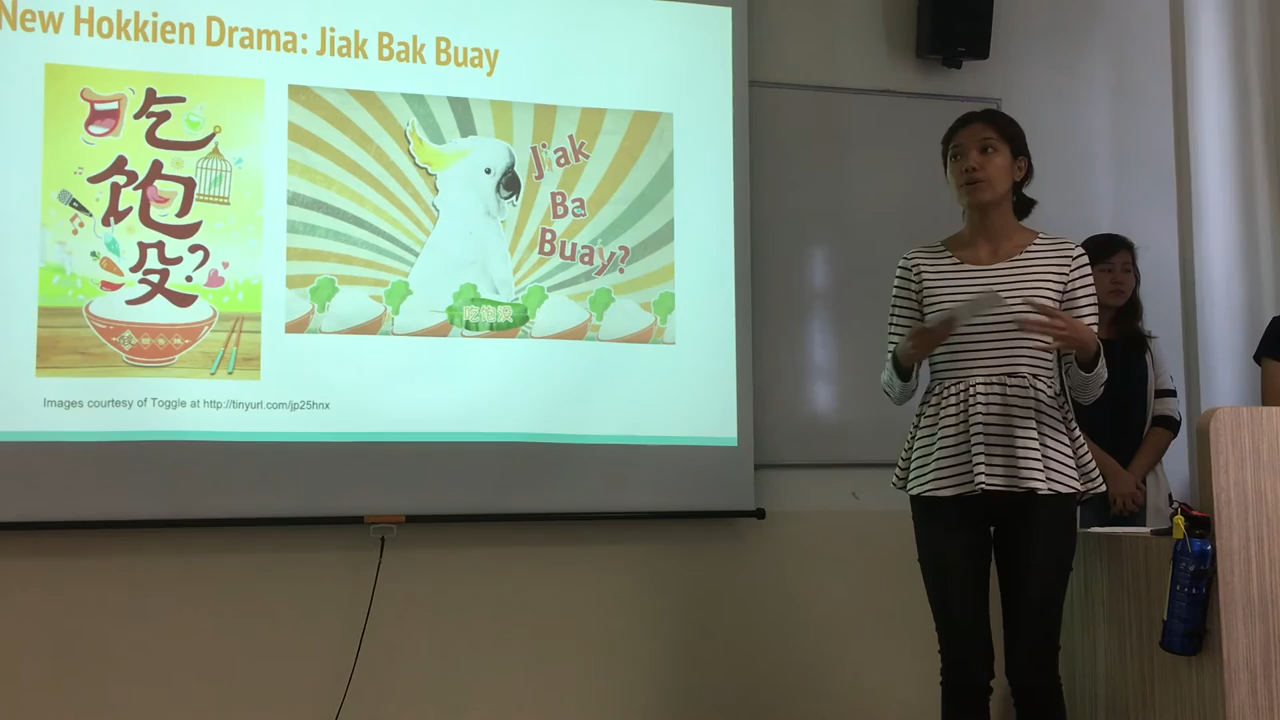 New Hokkien Drama: Jiak Bak Buay
吃
饱
没?
Jiak
Ba
Buay?
吃饱没
Images courtesy of Toggle at http://tinyurl.com/jp25hnx